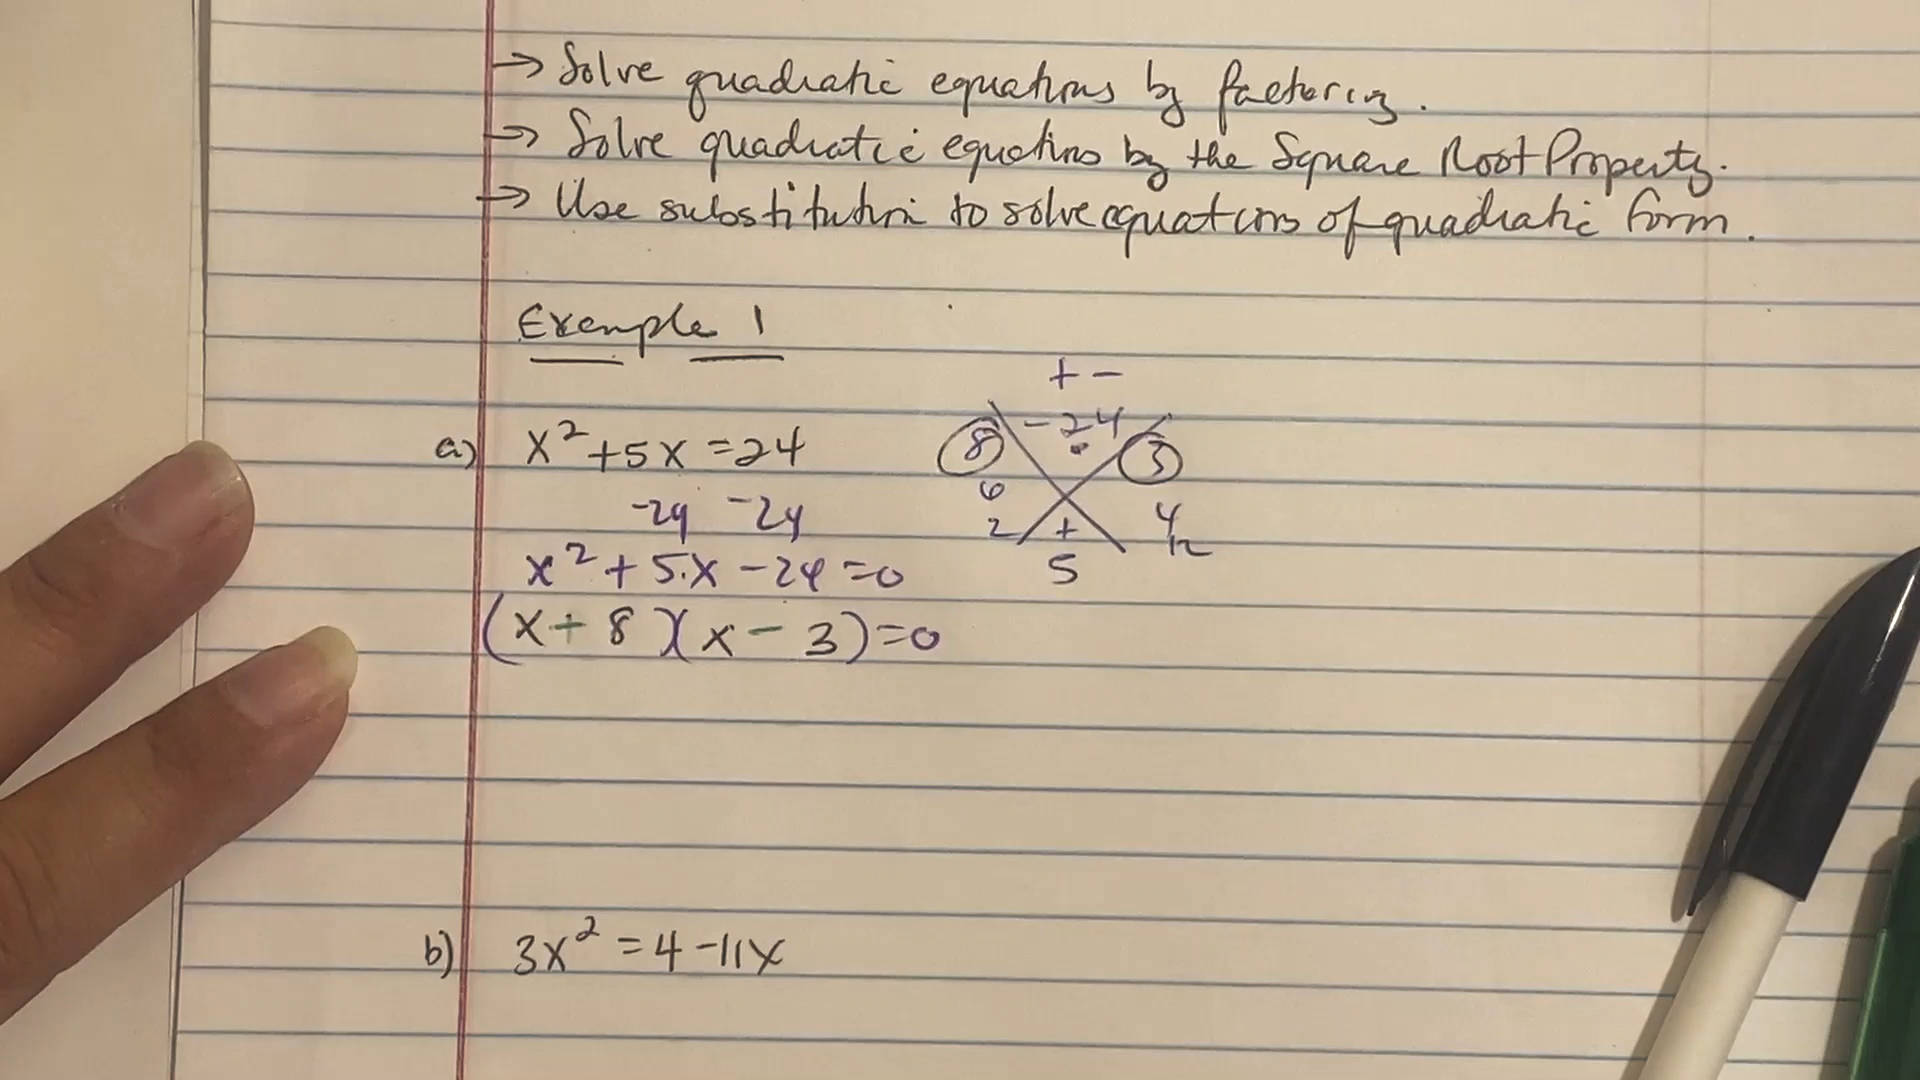 → Solve quadratic equations by factoring.
→ Solve quadratic equations by the Square Root Property.
→ Use substitution to solve equations of quadratic form.
Example 1
a) x² + 5x = 24
-24 -24
x² + 5x - 24 = 0
(x + 8)(x - 3) = 0
+ -
-24
8 3
6 4
2 + 12
5
b) 3x² = 4 - 11x